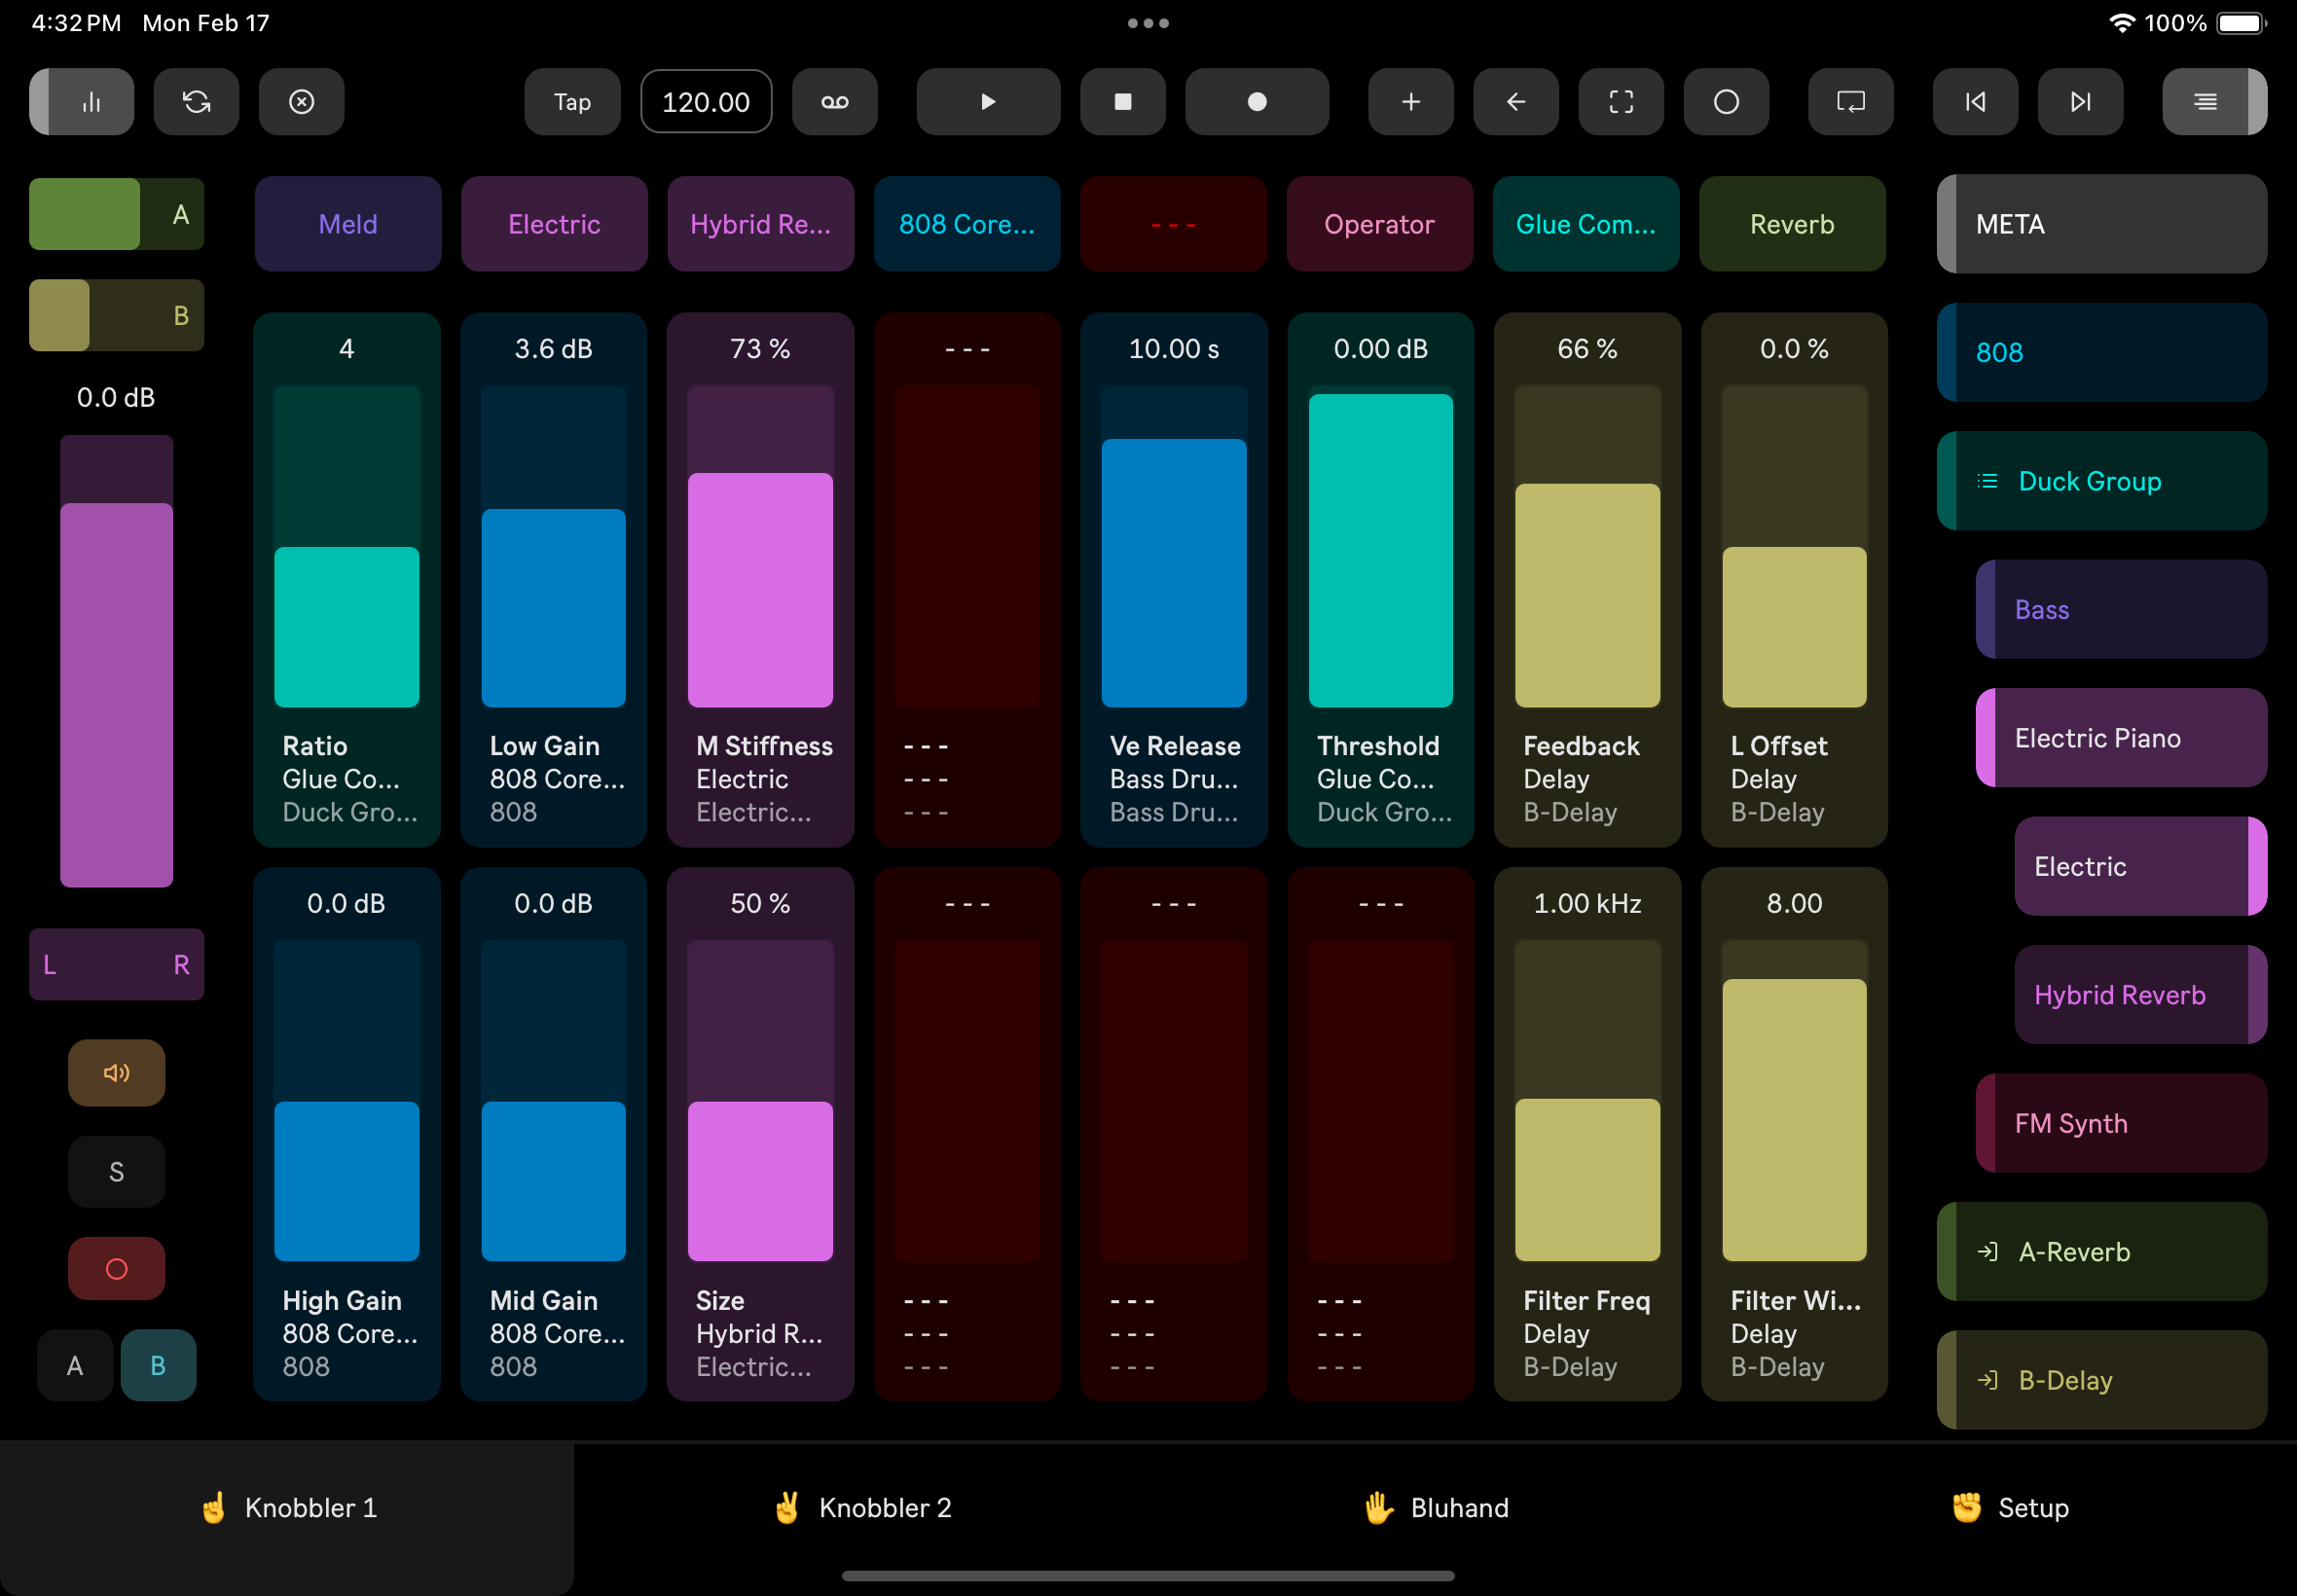 4:32 PM Mon Feb 17 100%
Tap 120.00
A
B
0.0 dB
L R
S
A B
Meld Electric Hybrid Re... 808 Core... --- Operator Glue Com... Reverb
4 3.6 dB 73 % --- 10.00 s 0.00 dB 66 % 0.0 %
Ratio Low Gain M Stiffness --- Ve Release Threshold Feedback L Offset
Glue Co... 808 Core... Electric --- Bass Dru... Glue Co... Delay Delay
Duck Gro... 808 Electric... --- Bass Dru... Duck Gro... B-Delay B-Delay
0.0 dB 0.0 dB 50 % --- --- --- 1.00 kHz 8.00
High Gain Mid Gain Size --- --- --- Filter Freq Filter Wi...
808 Core... 808 Core... Hybrid R... --- --- --- Delay Delay
808 808 Electric... --- --- --- B-Delay B-Delay
META
808
Duck Group
Bass
Electric Piano
Electric
Hybrid Reverb
FM Synth
A-Reverb
B-Delay
Knobbler 1 Knobbler 2 Bluhand Setup